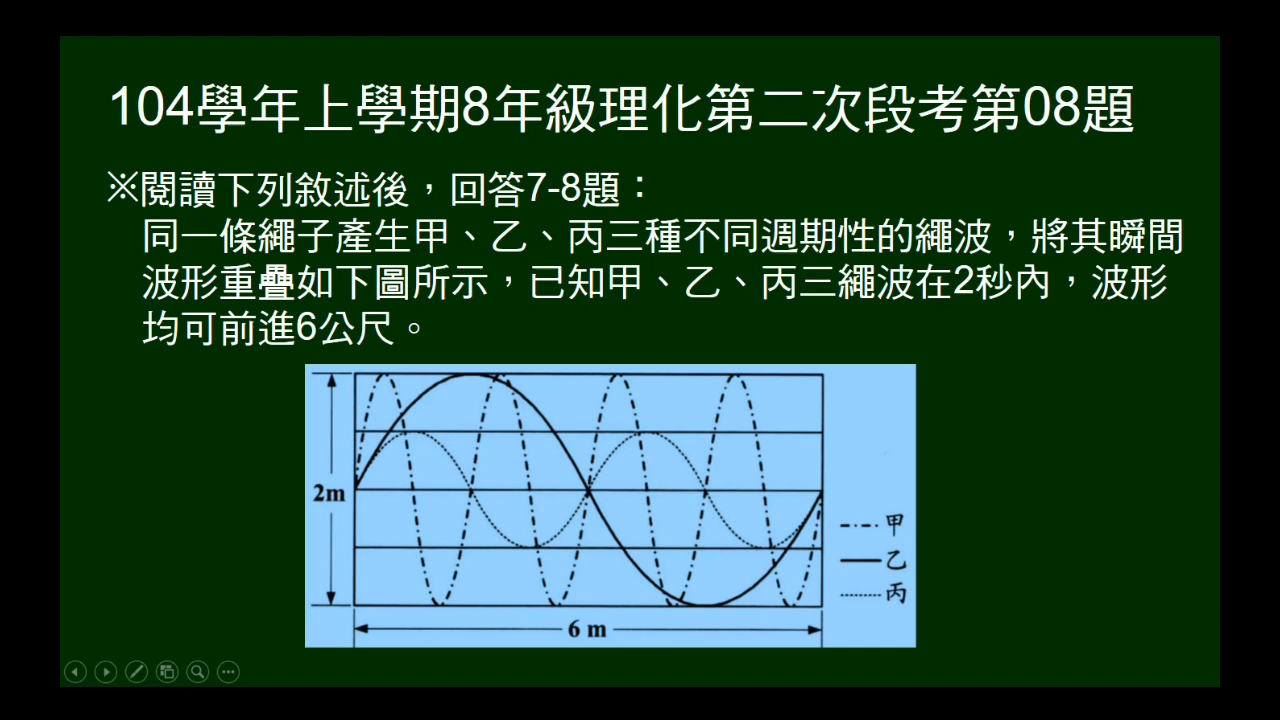 104學年上學期8年級理化第二次段考第08題
※閱讀下列敘述後，回答7-8題：
同一條繩子產生甲、乙、丙三種不同週期性的繩波，將其瞬間
波形重疊如下圖所示，已知甲、乙、丙三繩波在2秒內，波形
均可前進6公尺。
2m
甲
乙
丙
6 m